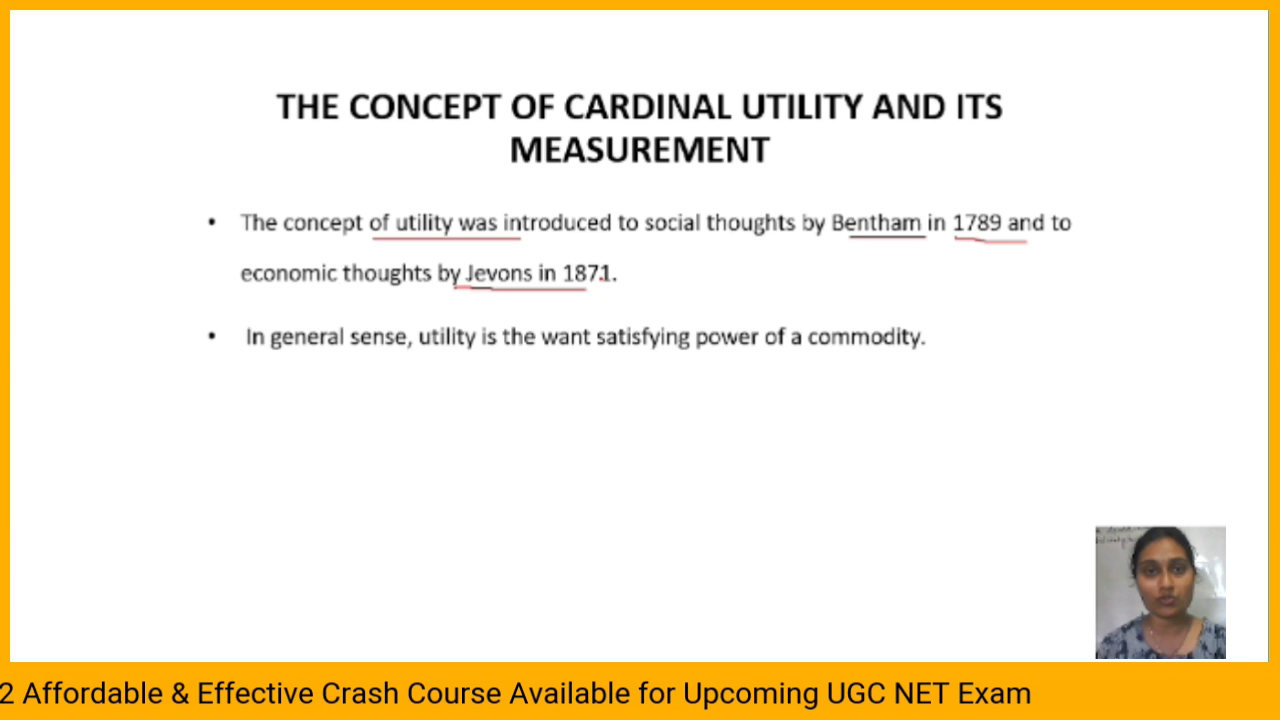 THE CONCEPT OF CARDINAL UTILITY AND ITS
MEASUREMENT
• The concept of utility was introduced to social thoughts by Bentham in 1789 and to
economic thoughts by Jevons in 1871.
• In general sense, utility is the want satisfying power of a commodity.
2 Affordable & Effective Crash Course Available for Upcoming UGC NET Exam